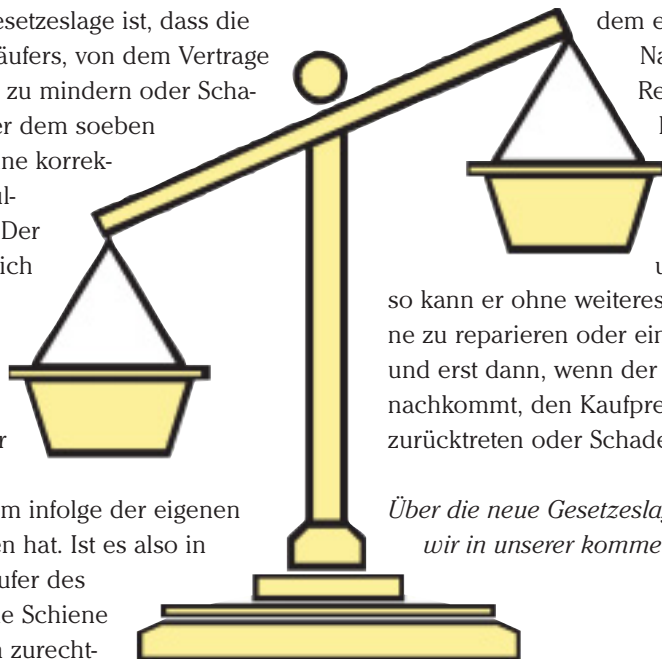 esetzeslage ist, dass die
äufers, von dem Vertrage
zu mindern oder Scha-
er dem soeben
ne korrek-
ul-
Der
ich
r
m infolge der eigenen
en hat. Ist es also in
ufer des
e Schiene
n zurecht-
dem e
Na
Re
u
so kann er ohne weiteres
ne zu reparieren oder ein
und erst dann, wenn der
nachkommt, den Kaufpre
zurücktreten oder Schade
Über die neue Gesetzeslag
wir in unserer komme